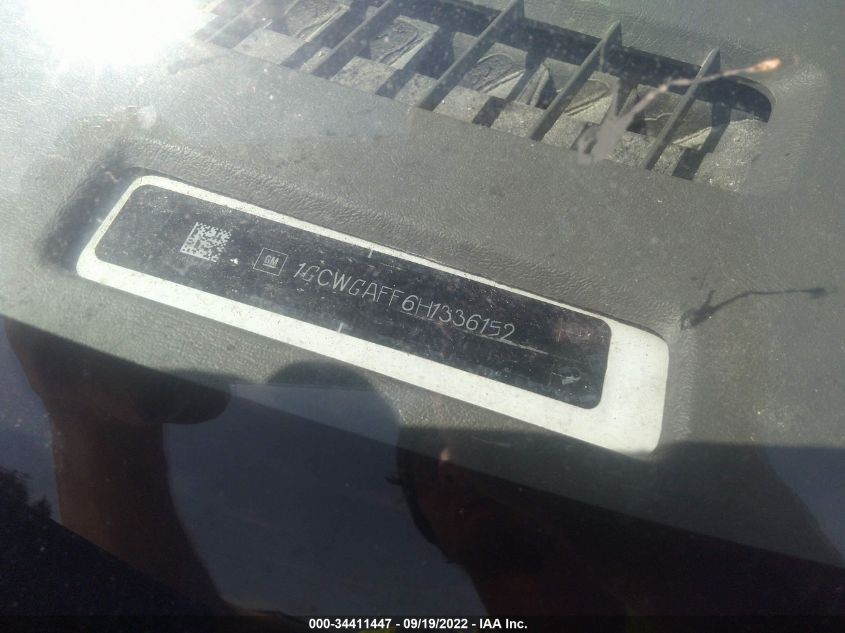 GM 1GCWGAFF6H1336152
000-34411447 - 09/19/2022 - IAA Inc.